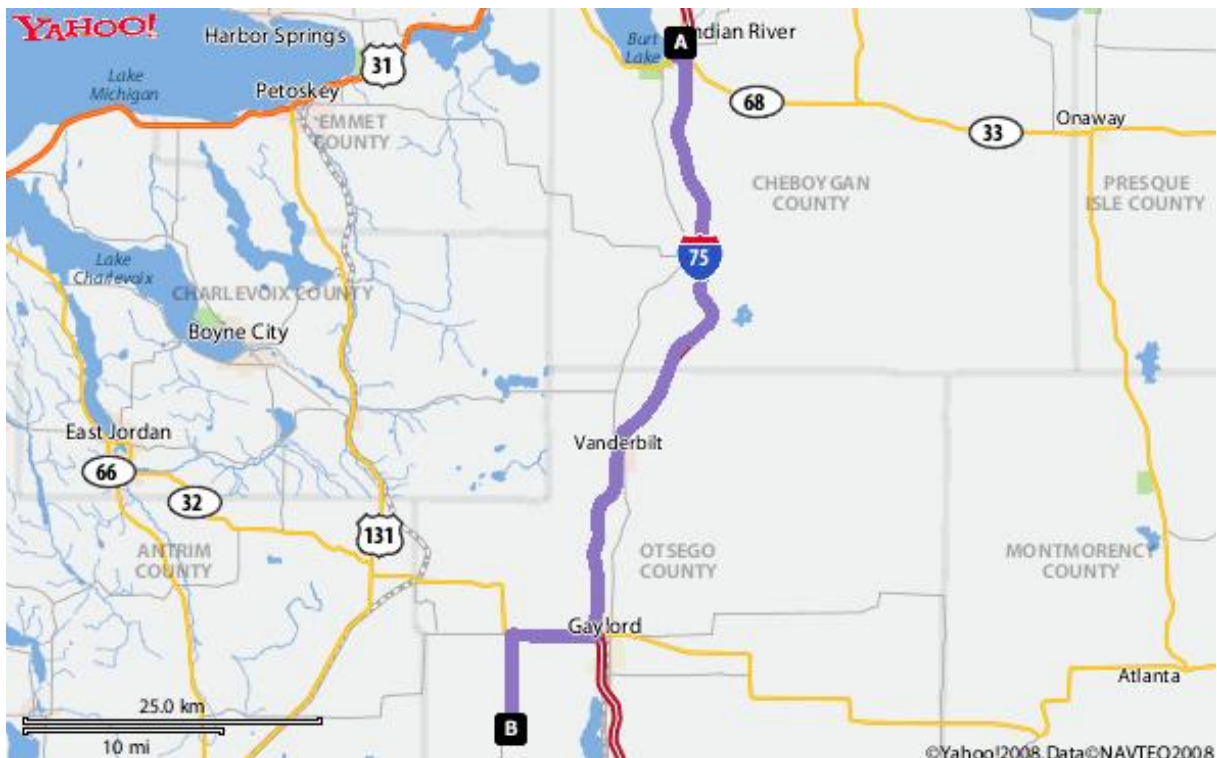 YAHOO!
Harbor Springs
31
Burt
Lake
A
Indian River
Lake
Michigan
Petoskey
68
EMMET
COUNTY
33
Onaway
CHEBOYGAN
COUNTY
PRESQUE
ISLE COUNTY
Lake
Charlevoix
75
CHARLEVOIX COUNTY
Boyne City
East Jordan
Vanderbilt
66
32
131
ANTRIM
COUNTY
OTSEGO
COUNTY
MONTMORENCY
COUNTY
Gaylord
Atlanta
25.0 km
B
10 mi
©Yahoo!2008, Data©NAVTEQ2008